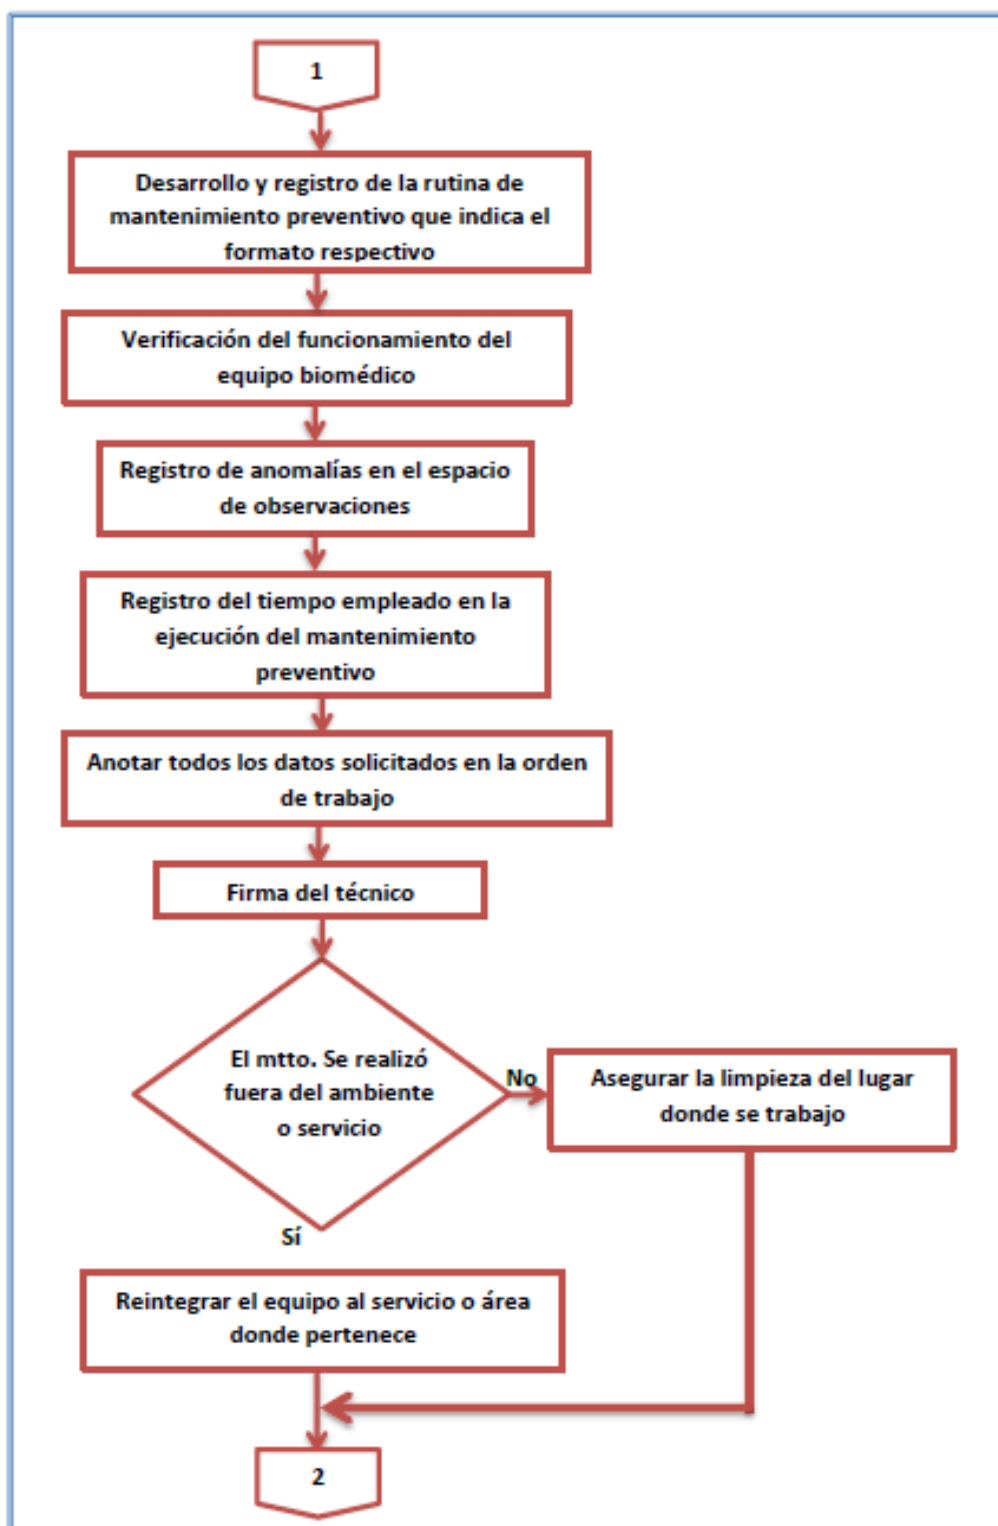 1
Desarrollo y registro de la rutina de
mantenimiento preventivo que indica el
formato respectivo
Verificación del funcionamiento del
equipo biomédico
Registro de anomalías en el espacio
de observaciones
Registro del tiempo empleado en la
ejecución del mantenimiento
preventivo
Anotar todos los datos solicitados en la orden
de trabajo
Firma del técnico
El mtto. Se realizó
fuera del ambiente
o servicio
No
Asegurar la limpieza del lugar
donde se trabajo
Sí
Reintegrar el equipo al servicio o área
donde pertenece
2